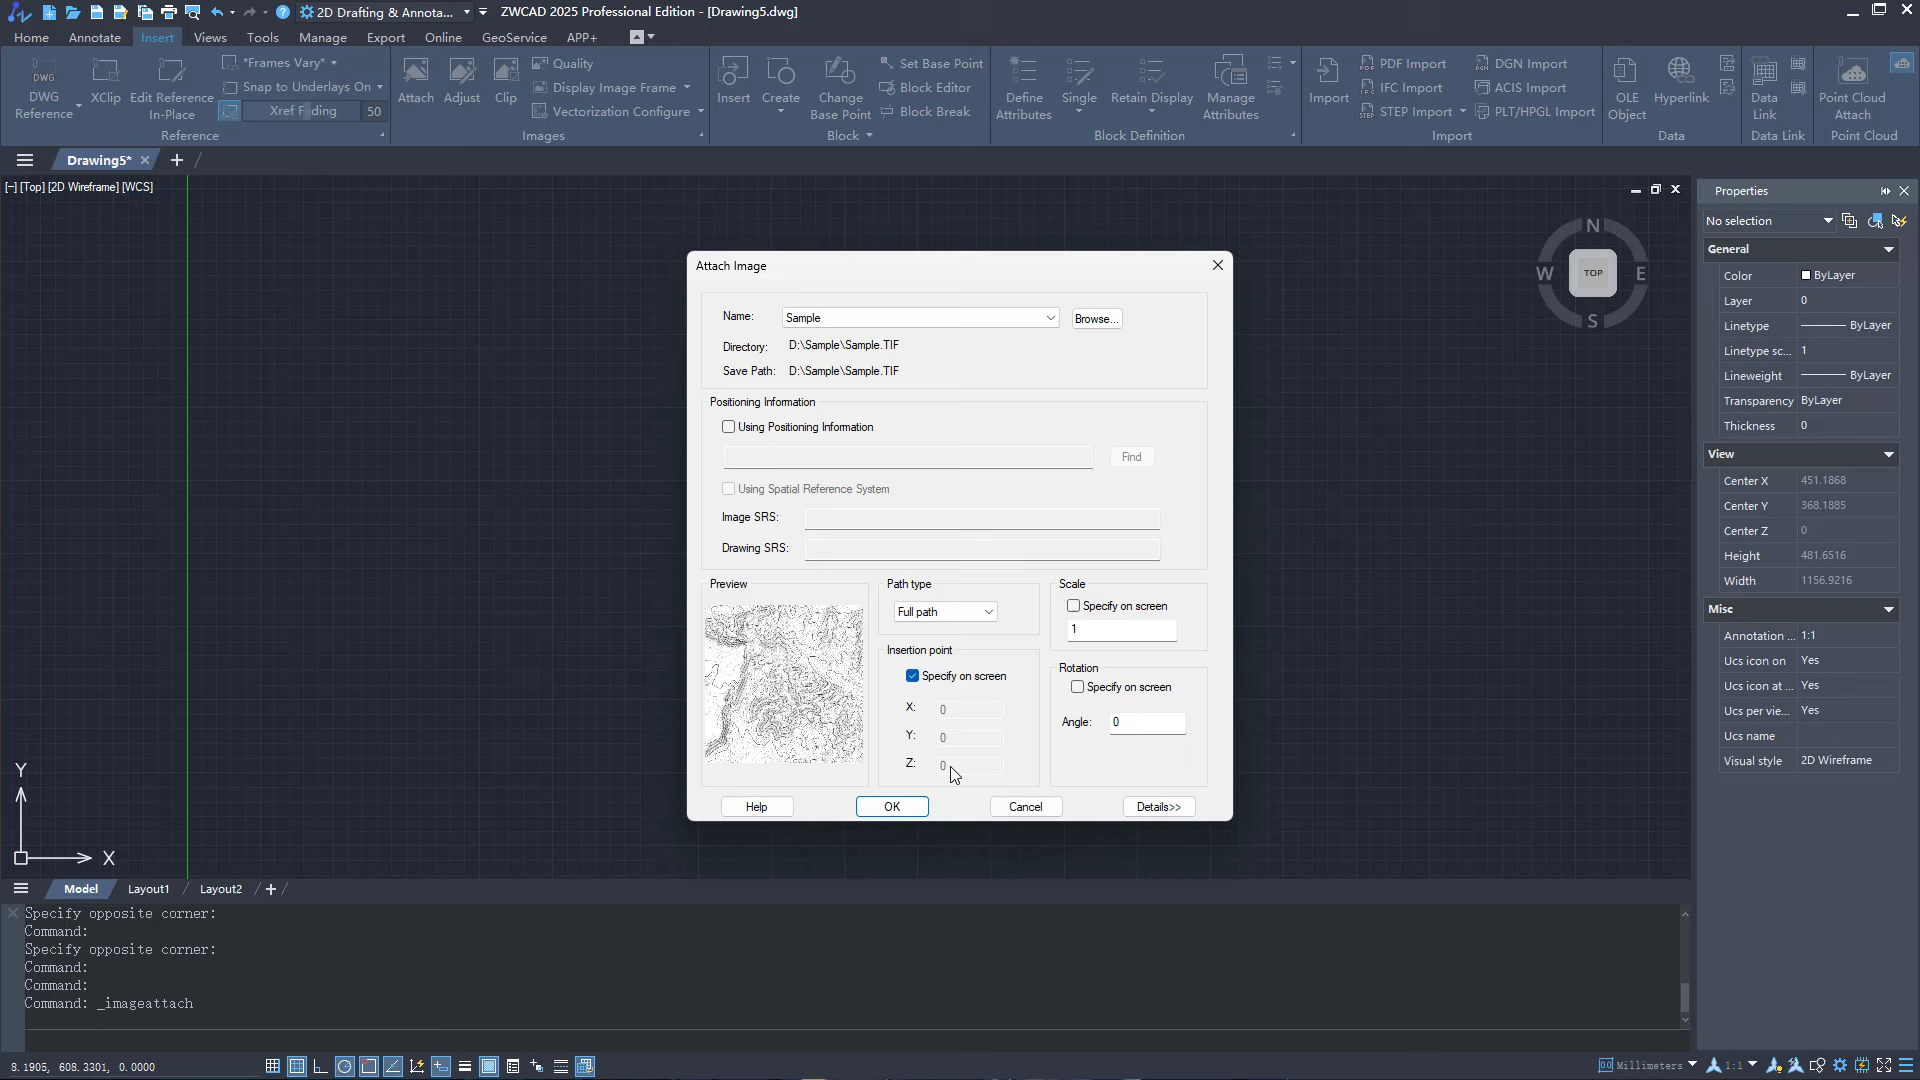 2D Drafting & Annota...
ZWCAD 2025 Professional Edition - [Drawing5.dwg]
Home
Annotate
Insert
Views
Tools
Manage
Export
Online
GeoService
APP+
DWG
DWG
Reference
XClip
Edit Reference
In-Place
*Frames Vary*
Snap to Underlays On
Xref Fading
50
Reference
Attach
Adjust
Clip
Quality
Display Image Frame
Vectorization Configure
Images
Insert
Create
Change
Base Point
Set Base Point
Block Editor
Block Break
Block
Define
Attributes
Single
Retain Display
Manage
Attributes
Block Definition
Import
PDF Import
IFC Import
STEP Import
DGN Import
ACIS Import
PLT/HPGL Import
Import
OLE
Object
Hyperlink
Data
Data
Link
Data Link
Point Cloud
Attach
Point Cloud
Drawing5*
[−] [Top] [2D Wireframe] [WCS]
N
W
TOP
E
S
Properties
No selection
General
Color
ByLayer
Layer
0
Linetype
ByLayer
Linetype sc...
1
Lineweight
ByLayer
Transparency
ByLayer
Thickness
0
View
Center X
451.1868
Center Y
368.1885
Center Z
0
Height
481.6516
Width
1156.9216
Misc
Annotation ...
1:1
Ucs icon on
Yes
Ucs icon at ...
Yes
Ucs per vie...
Yes
Ucs name
Visual style
2D Wireframe
Attach Image
Name:
Sample
Browse...
Directory:
D:\Sample\Sample.TIF
Save Path:
D:\Sample\Sample.TIF
Positioning Information
Using Positioning Information
Find
Using Spatial Reference System
Image SRS:
Drawing SRS:
Preview
Path type
Full path
Scale
Specify on screen
1
Insertion point
Specify on screen
X:
0
Y:
0
Z:
0
Rotation
Specify on screen
Angle:
0
Help
OK
Cancel
Details>>
Y
X
Model
Layout1
Layout2
Specify opposite corner:
Command:
Specify opposite corner:
Command:
Command:
Command: _imageattach
8.1905, 608.3301, 0.0000
Millimeters
1:1